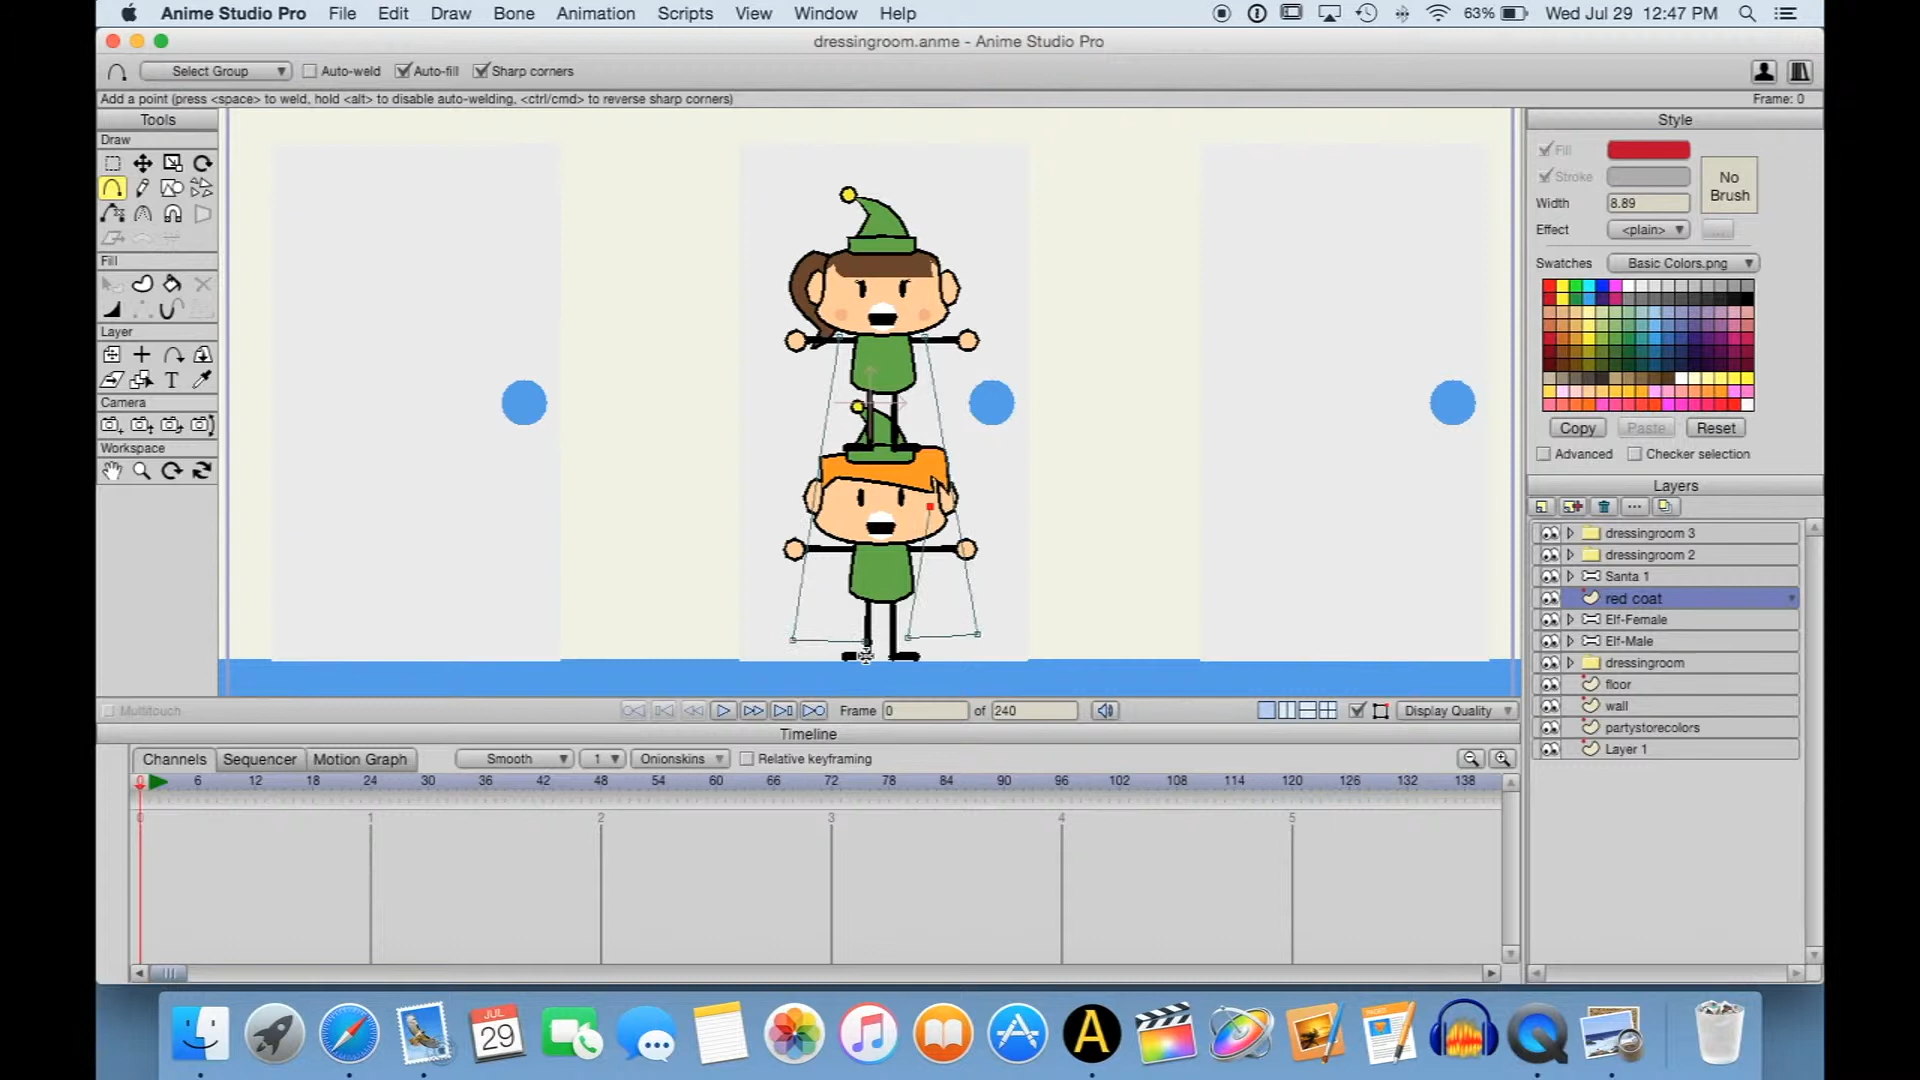 Anime Studio Pro File Edit Draw Bone Animation Scripts View Window Help 63% Wed Jul 29 12:47 PM
dressingroom.anme - Anime Studio Pro
Select Group Auto-weld Auto-fill Sharp corners
Add a point (press <space> to weld, hold <alt> to disable auto-welding, <ctrl/cmd> to reverse sharp corners) Frame: 0
Tools
Draw
Fill
Layer
T
Camera
Workspace
Style
Fill
Stroke
No
Brush
Width 8.89
Effect <plain> ...
Swatches Basic Colors.png
Copy Paste Reset
Advanced Checker selection
Layers
dressingroom 3
dressingroom 2
Santa 1
red coat
Elf-Female
Elf-Male
dressingroom
floor
wall
partystorecolors
Layer 1
Multitouch Frame 0 of 240 Display Quality
Timeline
Channels Sequencer Motion Graph Smooth 1 Onionskins Relative keyframing
0 6 12 18 24 30 36 42 48 54 60 66 72 78 84 90 96 102 108 114 120 126 132 138
0 1 2 3 4 5
JUL
29
A
PAGES